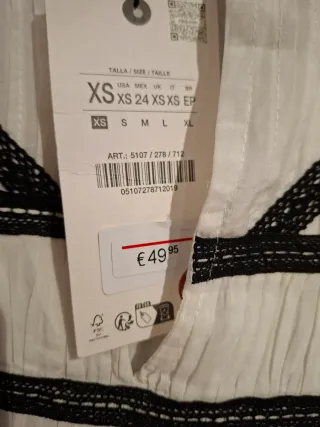 TALLA / SIZE / TAILLE
USA MEX UK IT BR
XS XS 24 XS XS EP
XS S M L XL
ART.: 5107 / 278 / 712
05107278712019
€49 95